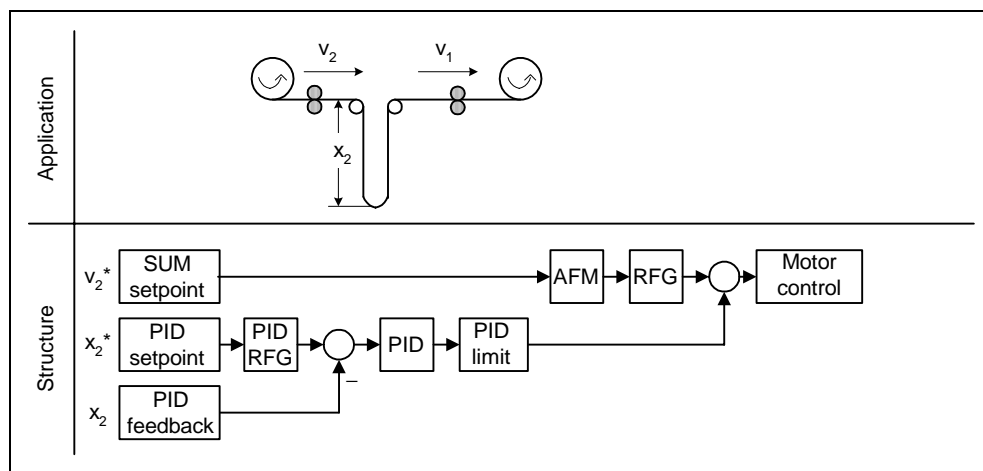 Application
v2
v1
x2
Structure
v2*
SUM
setpoint
AFM
RFG
Motor
control
x2*
PID
setpoint
PID
RFG
PID
PID
limit
–
x2
PID
feedback